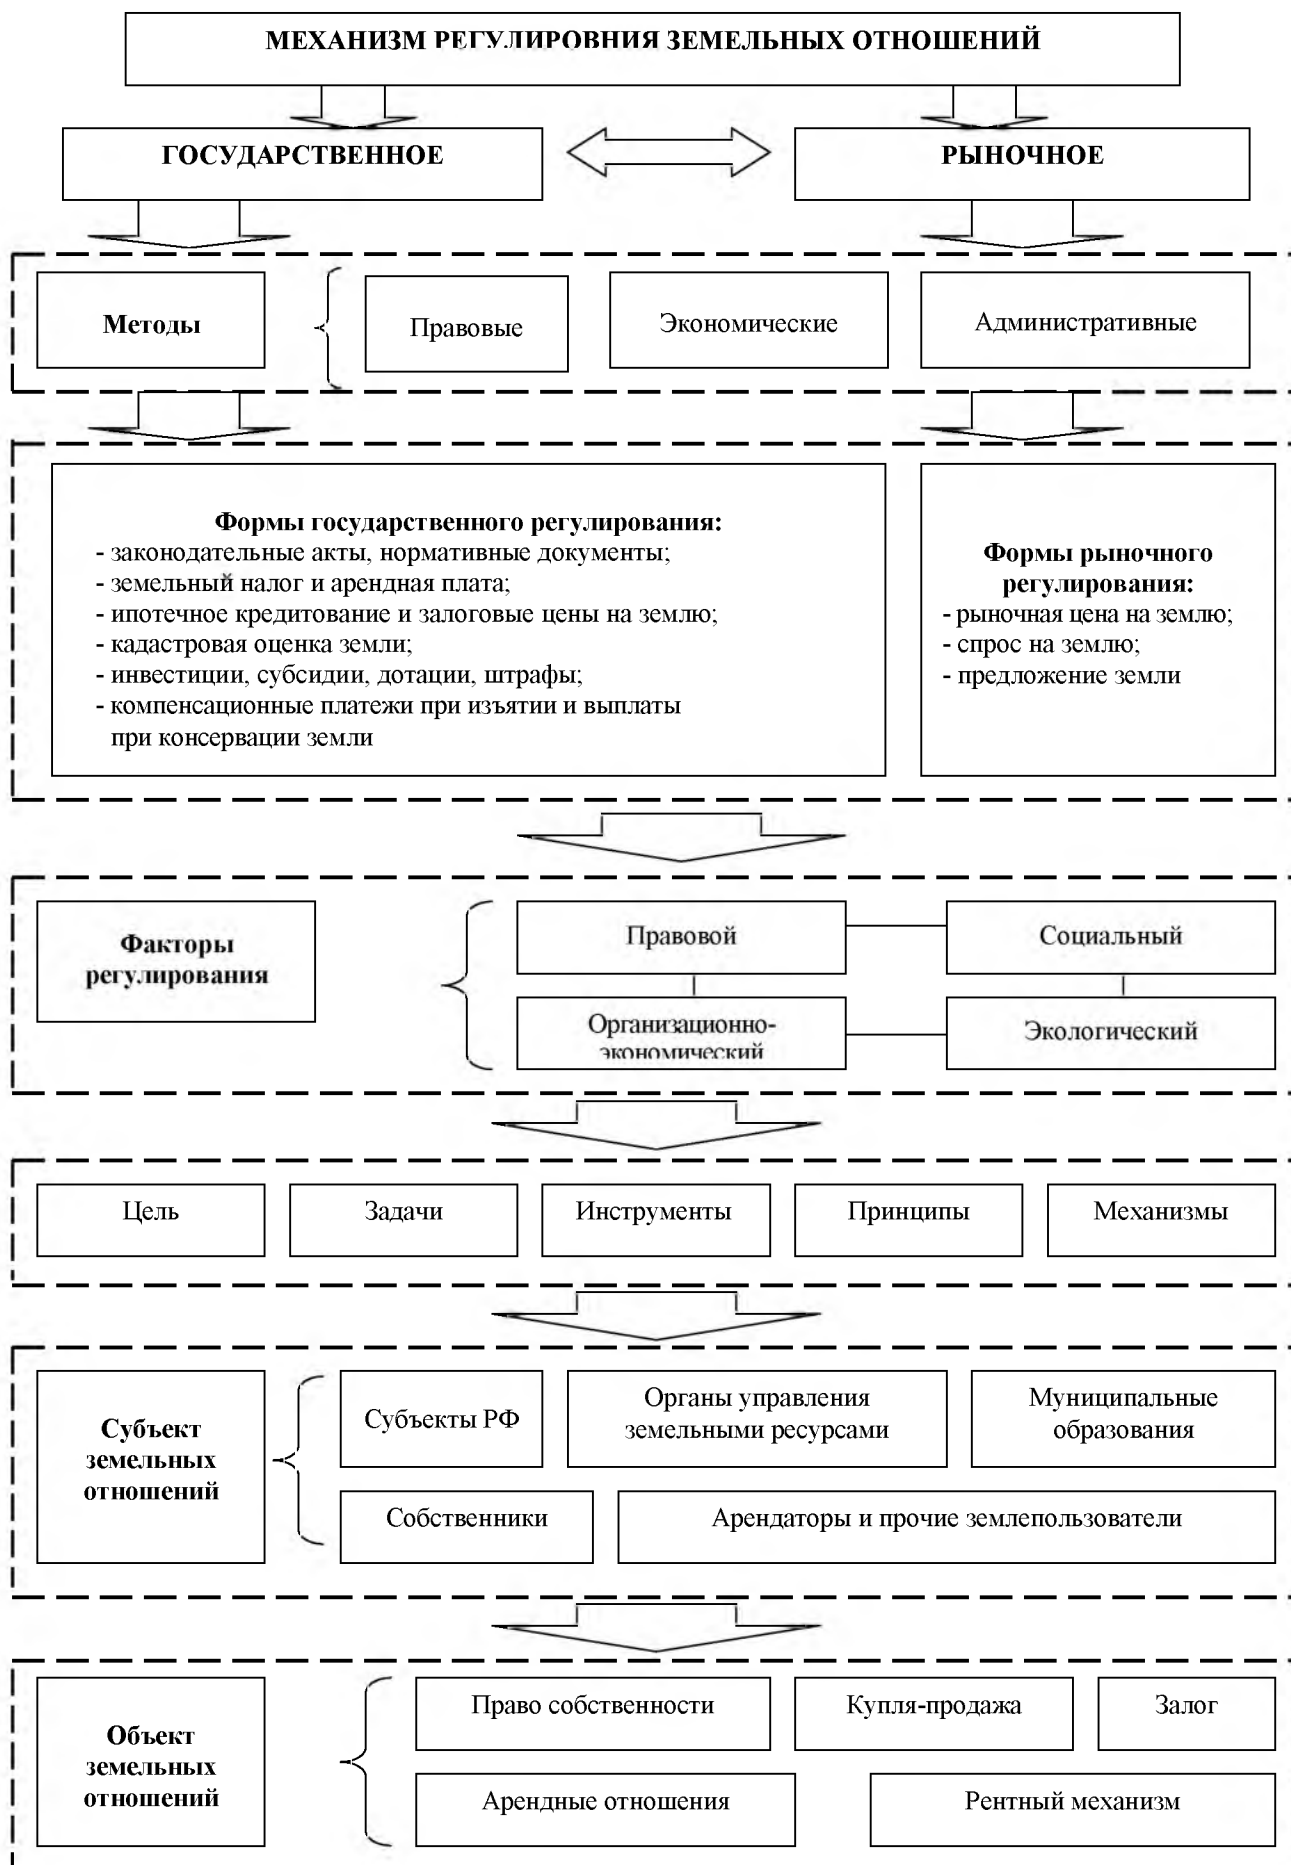 МЕХАНИЗМ РЕГУЛИРОВНИЯ ЗЕМЕЛЬНЫХ ОТНОШЕНИЙ
ГОСУДАРСТВЕННОЕ
РЫНОЧНОЕ
Методы
Правовые
Экономические
Административные
Формы государственного регулирования:
- законодательные акты, нормативные документы;
- земельный налог и арендная плата;
- ипотечное кредитование и залоговые цены на землю;
- кадастровая оценка земли;
- инвестиции, субсидии, дотации, штрафы;
- компенсационные платежи при изъятии и выплаты
при консервации земли
Формы рыночного
регулирования:
- рыночная цена на землю;
- спрос на землю;
- предложение земли
Факторы
регулирования
Правовой
Социальный
Организационно-
экономический
Экологический
Цель
Задачи
Инструменты
Принципы
Механизмы
Субъект
земельных
отношений
Субъекты РФ
Органы управления
земельными ресурсами
Муниципальные
образования
Собственники
Арендаторы и прочие землепользователи
Объект
земельных
отношений
Право собственности
Купля-продажа
Залог
Арендные отношения
Рентный механизм